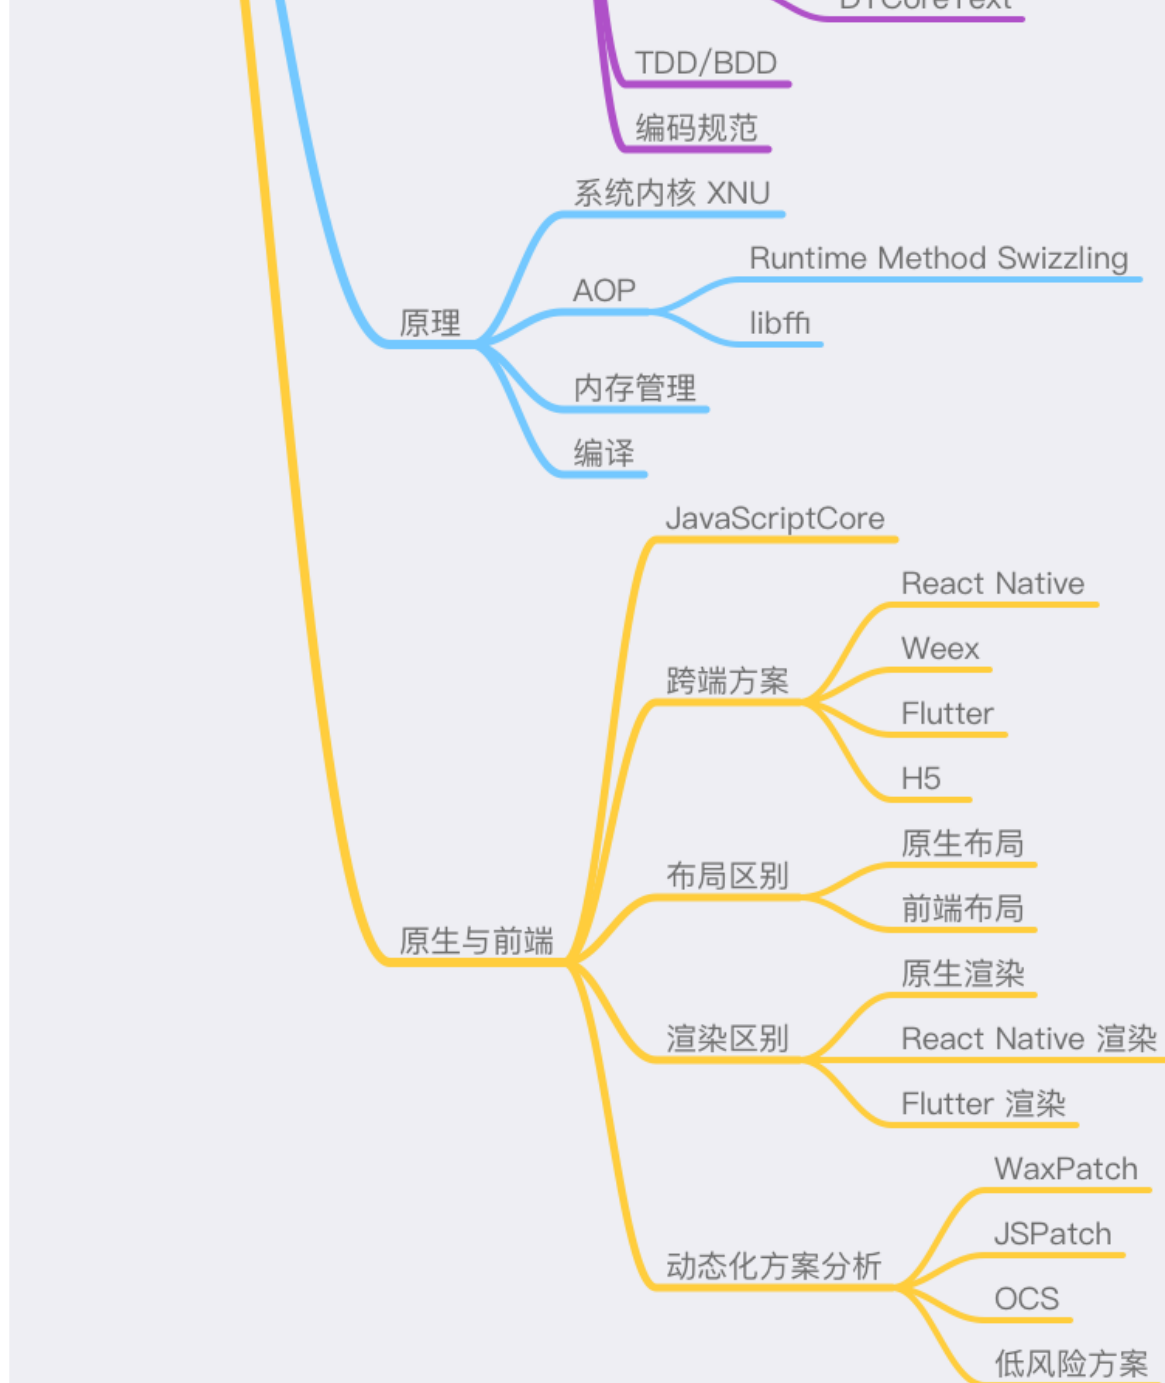 DTCoreText
TDD/BDD
编码规范
系统内核 XNU
Runtime Method Swizzling
AOP
libffi
原理
内存管理
编译
JavaScriptCore
React Native
Weex
跨端方案
Flutter
H5
原生布局
布局区别
前端布局
原生与前端
原生渲染
渲染区别
React Native 渲染
Flutter 渲染
WaxPatch
JSPatch
动态化方案分析
OCS
低风险方案